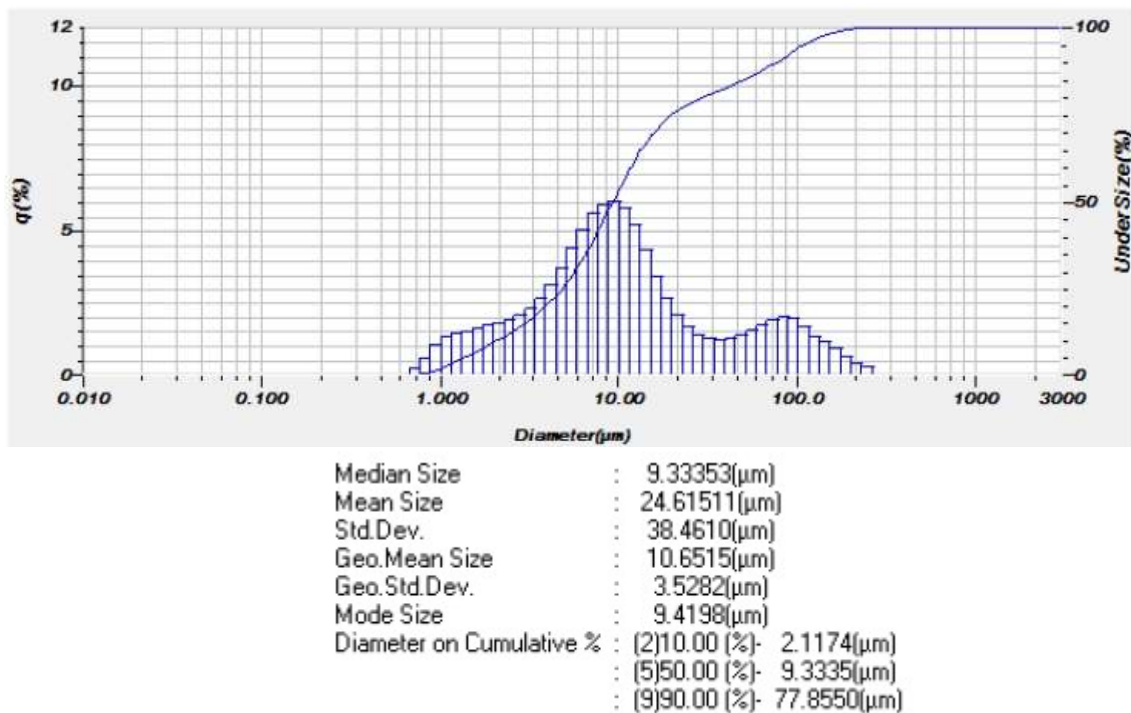 12
100
10
q(%)
5
50
UnderSize(%)
0
0
0.010
0.100
1.000
10.00
100.0
1000
3000
Diameter(µm)
Median Size : 9.33353(µm)
Mean Size : 24.61511(µm)
Std.Dev. : 38.4610(µm)
Geo.Mean Size : 10.6515(µm)
Geo.Std.Dev. : 3.5282(µm)
Mode Size : 9.4198(µm)
Diameter on Cumulative % : (2)10.00 (%)- 2.1174(µm)
: (5)50.00 (%)- 9.3335(µm)
: (9)90.00 (%)- 77.8550(µm)